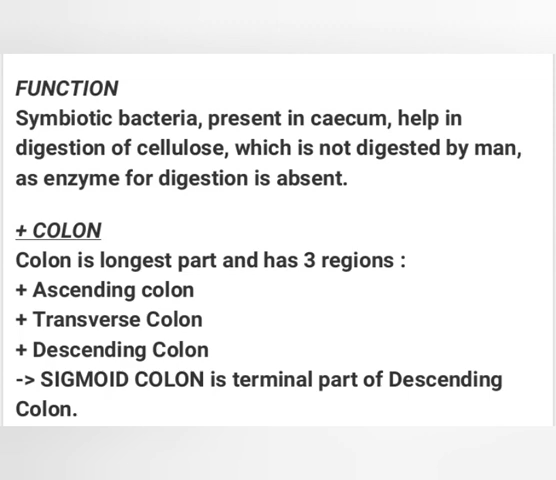 FUNCTION
Symbiotic bacteria, present in caecum, help in
digestion of cellulose, which is not digested by man,
as enzyme for digestion is absent.
+ COLON
Colon is longest part and has 3 regions :
+ Ascending colon
+ Transverse Colon
+ Descending Colon
-> SIGMOID COLON is terminal part of Descending
Colon.